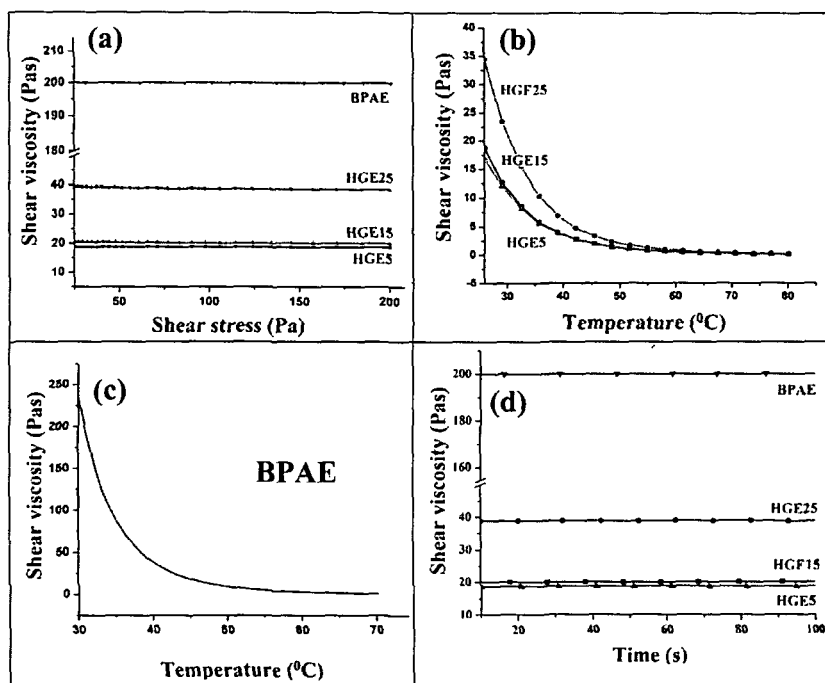 (a)
Shear viscosity (Pas)
210
200
190
180
40
30
20
10
BPAE
HGE25
HGE15
HGE5
50 100 150 200
Shear stress (Pa)
(b)
Shear viscosity (Pas)
40
35
30
25
20
15
10
5
0
-5
HGF25
HGE15
HGE5
30 40 50 60 70 80
Temperature (⁰C)
(c)
Shear viscosity (Pas)
250
200
150
100
50
0
BPAE
30 40 50 60 70
Temperature (⁰C)
(d)
Shear viscosity (Pas)
200
180
160
40
30
20
10
BPAE
HGE25
HGF15
HGE5
20 40 60 80 100
Time (s)